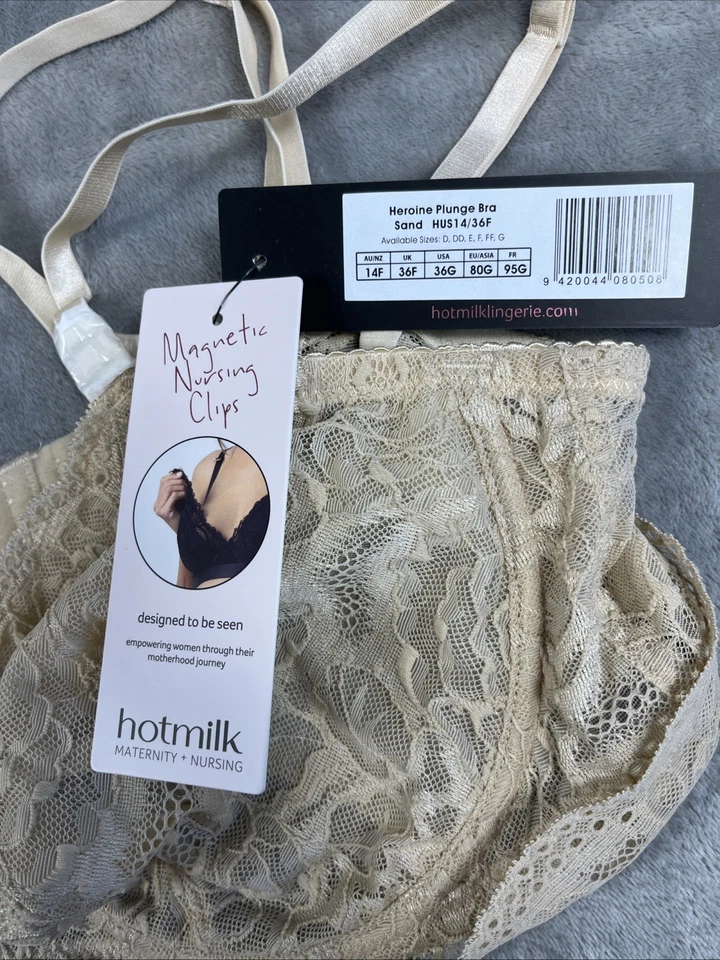 Heroine Plunge Bra
Sand HUS14/36F
Available Sizes: D, DD, E, F, FF, G
AU/NZ UK USA EU/ASIA FR
14F 36F 36G 80G 95G
9 420044 080508
hotmilklingerie.com
Magnetic
Nursing
Clips
designed to be seen
empowering women through their
motherhood journey
hotmilk
MATERNITY + NURSING